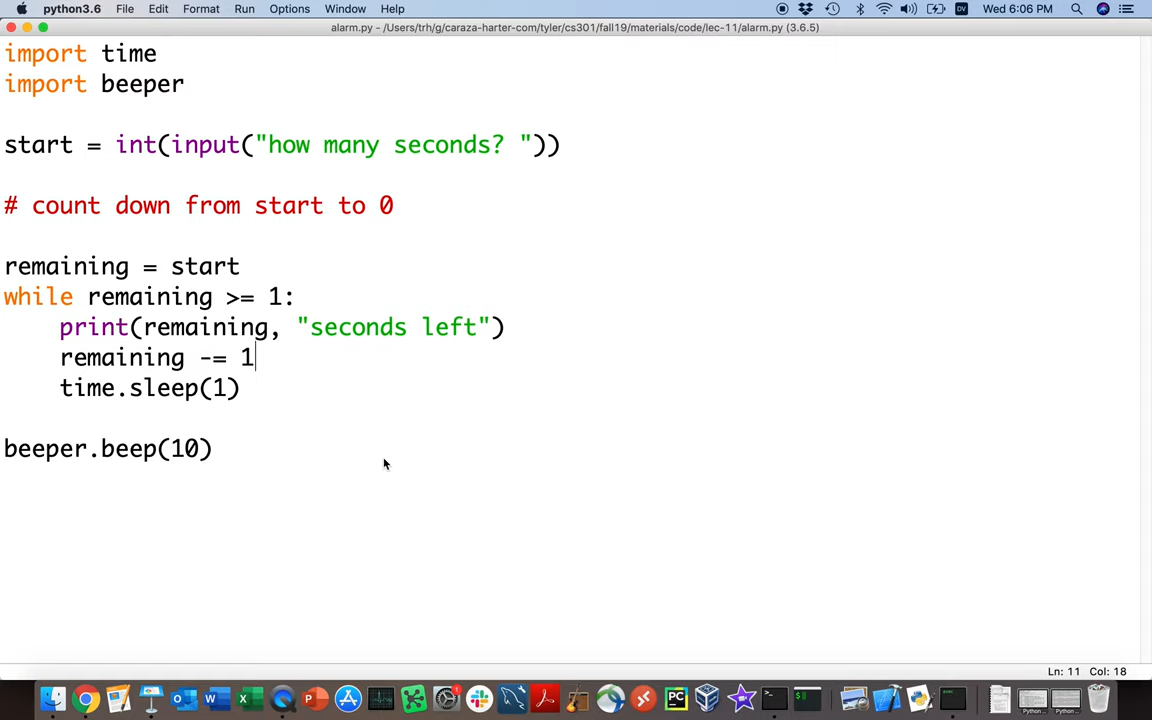 python3.6 File Edit Format Run Options Window Help Wed 6:06 PM
alarm.py - /Users/trh/g/caraza-harter-com/tyler/cs301/fall19/materials/code/lec-11/alarm.py (3.6.5)
import time
import beeper
start = int(input("how many seconds? "))
# count down from start to 0
remaining = start
while remaining >= 1:
    print(remaining, "seconds left")
    remaining -= 1
    time.sleep(1)
beeper.beep(10)
Ln: 11 Col: 18